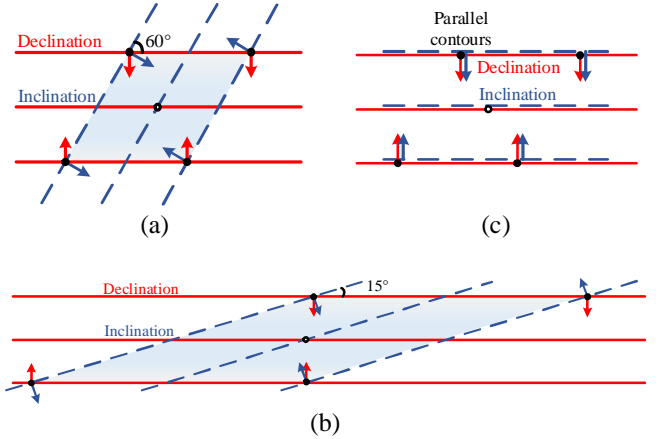 Declination
60°
Inclination
(a)
Parallel
contours
Declination
Inclination
(c)
Declination
15°
Inclination
(b)